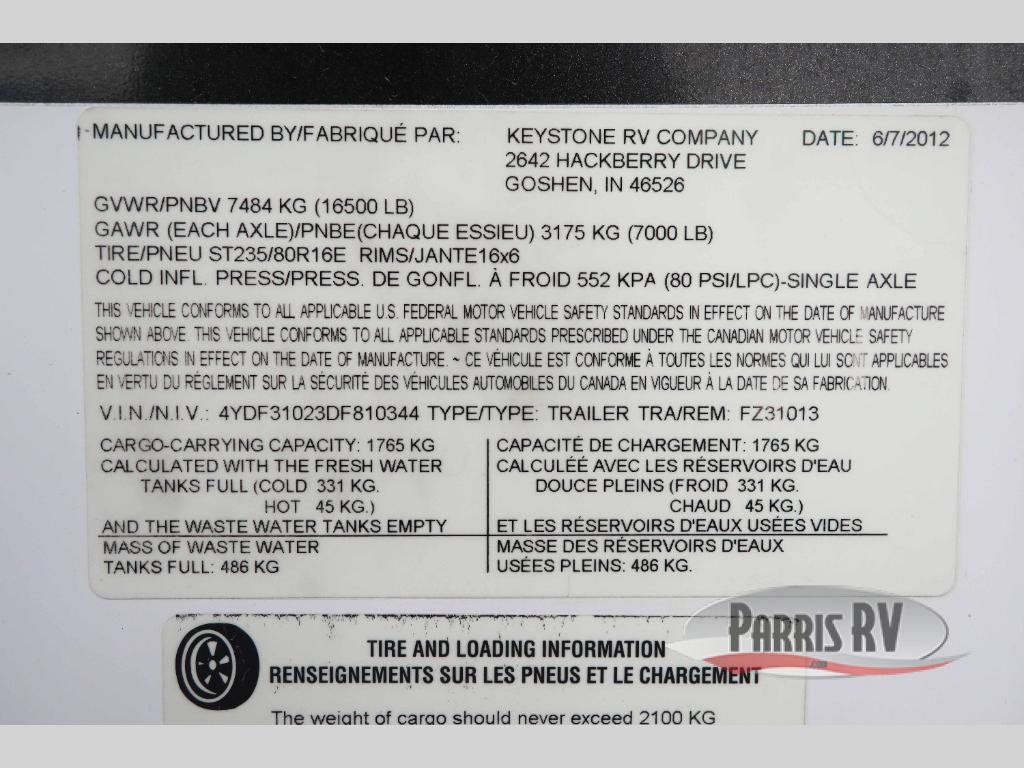 MANUFACTURED BY/FABRIQUÉ PAR: KEYSTONE RV COMPANY DATE: 6/7/2012
2642 HACKBERRY DRIVE
GOSHEN, IN 46526
GVWR/PNBV 7484 KG (16500 LB)
GAWR (EACH AXLE)/PNBE(CHAQUE ESSIEU) 3175 KG (7000 LB)
TIRE/PNEU ST235/80R16E RIMS/JANTE16x6
COLD INFL. PRESS/PRESS. DE GONFL. À FROID 552 KPA (80 PSI/LPC)-SINGLE AXLE
THIS VEHICLE CONFORMS TO ALL APPLICABLE U.S. FEDERAL MOTOR VEHICLE SAFETY STANDARDS IN EFFECT ON THE DATE OF MANUFACTURE
SHOWN ABOVE. THIS VEHICLE CONFORMS TO ALL APPLICABLE STANDARDS PRESCRIBED UNDER THE CANADIAN MOTOR VEHICLE SAFETY
REGULATIONS IN EFFECT ON THE DATE OF MANUFACTURE. ~ CE VÉHICULE EST CONFORME À TOUTES LES NORMES QUI LUI SONT APPLICABLES
EN VERTU DU RÉGLEMENT SUR LA SÉCURITÉ DES VÉHICULES AUTOMOBILES DU CANADA EN VIGUEUR À LA DATE DE SA FABRICATION.
V.I.N./N.I.V.: 4YDF31023DF810344 TYPE/TYPE: TRAILER TRA/REM: FZ31013
CARGO-CARRYING CAPACITY: 1765 KG
CALCULATED WITH THE FRESH WATER
TANKS FULL (COLD 331 KG.
HOT 45 KG.)
AND THE WASTE WATER TANKS EMPTY
MASS OF WASTE WATER
TANKS FULL: 486 KG
CAPACITÉ DE CHARGEMENT: 1765 KG
CALCULÉE AVEC LES RÉSERVOIRS D'EAU
DOUCE PLEINS (FROID 331 KG.
CHAUD 45 KG.)
ET LES RÉSERVOIRS D'EAUX USÉES VIDES
MASSE DES RÉSERVOIRS D'EAUX
USÉES PLEINS: 486 KG.
PARRIS RV
.com
TIRE AND LOADING INFORMATION
RENSEIGNEMENTS SUR LES PNEUS ET LE CHARGEMENT
The weight of cargo should never exceed 2100 KG